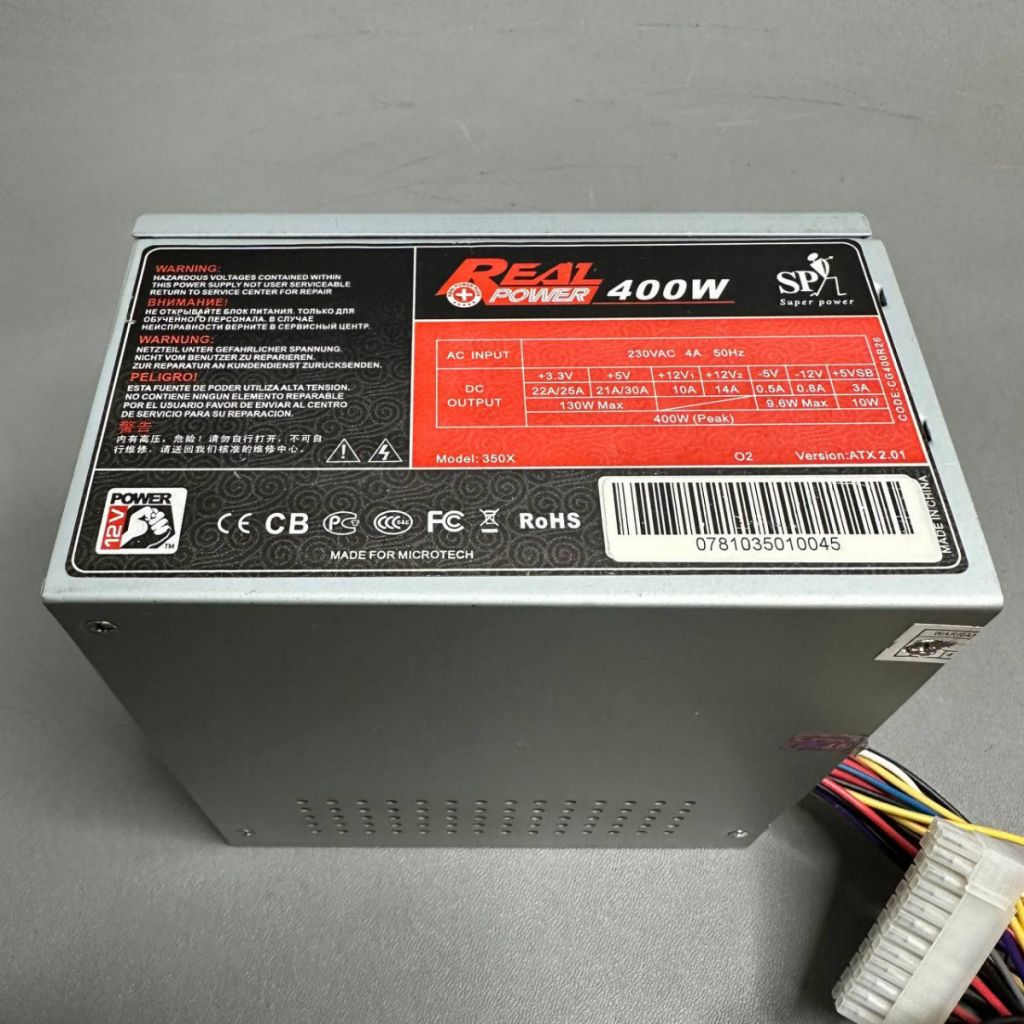 WARNING:
HAZARDOUS VOLTAGES CONTAINED WITHIN
THIS POWER SUPPLY NOT USER SERVICEABLE
RETURN TO SERVICE CENTER FOR REPAIR
ВНИМАНИЕ!
НЕ ОТКРЫВАЙТЕ БЛОК ПИТАНИЯ. ТОЛЬКО ДЛЯ
ОБУЧЕННОГО ПЕРСОНАЛА. В СЛУЧАЕ
НЕИСПРАВНОСТИ ВЕРНИТЕ В СЕРВИСНЫЙ ЦЕНТР.
WARNUNG:
NETZTEIL UNTER GEFAHRLICHER SPANNUNG.
NICHT VOM BENUTZER ZU REPARIEREN.
ZUR REPARATUR AN KUNDENDIENST ZURUCKSENDEN.
PELIGRO!
ESTA FUENTE DE PODER UTILIZA ALTA TENSION.
NO CONTIENE NINGUN ELEMENTO REPARABLE
POR EL USUARIO FAVOR DE ENVIAR AL CENTRO
DE SERVICIO PARA SU REPARACION.
警告
内有高压，危险！请勿自行打开，不可自
行维修，请送回我们核准的维修中心。
REAL
POWER 400W
SP
Super power
AC INPUT 230VAC 4A 50Hz
DC OUTPUT +3.3V +5V +12V1 +12V2 -5V -12V +5VSB
22A/25A 21A/30A 10A 14A 0.5A 0.8A 3A
130W Max 9.6W Max 10W
400W (Peak)
CODE:CG400R26
Model: 350X O2 Version:ATX 2.01
POWER
12V
TM
CE CB PC CCC FC RoHS
MADE FOR MICROTECH
0781035010045
MADE IN CHINA